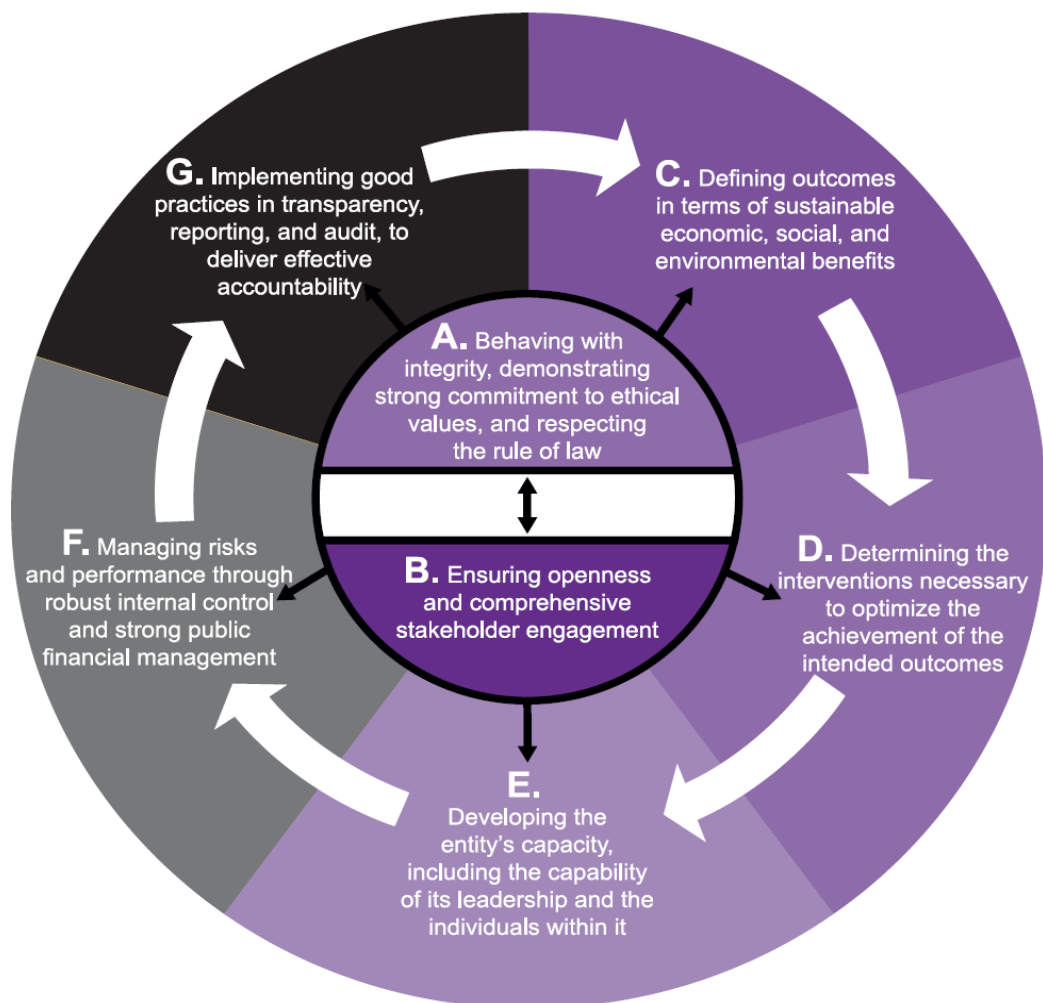 A. Behaving with
integrity, demonstrating
strong commitment to ethical
values, and respecting
the rule of law
B. Ensuring openness
and comprehensive
stakeholder engagement
C. Defining outcomes
in terms of sustainable
economic, social, and
environmental benefits
D. Determining the
interventions necessary
to optimize the
achievement of the
intended outcomes
E.
Developing the
entity's capacity,
including the capability
of its leadership and the
individuals within it
F. Managing risks
and performance through
robust internal control
and strong public
financial management
G. Implementing good
practices in transparency,
reporting, and audit, to
deliver effective
accountability